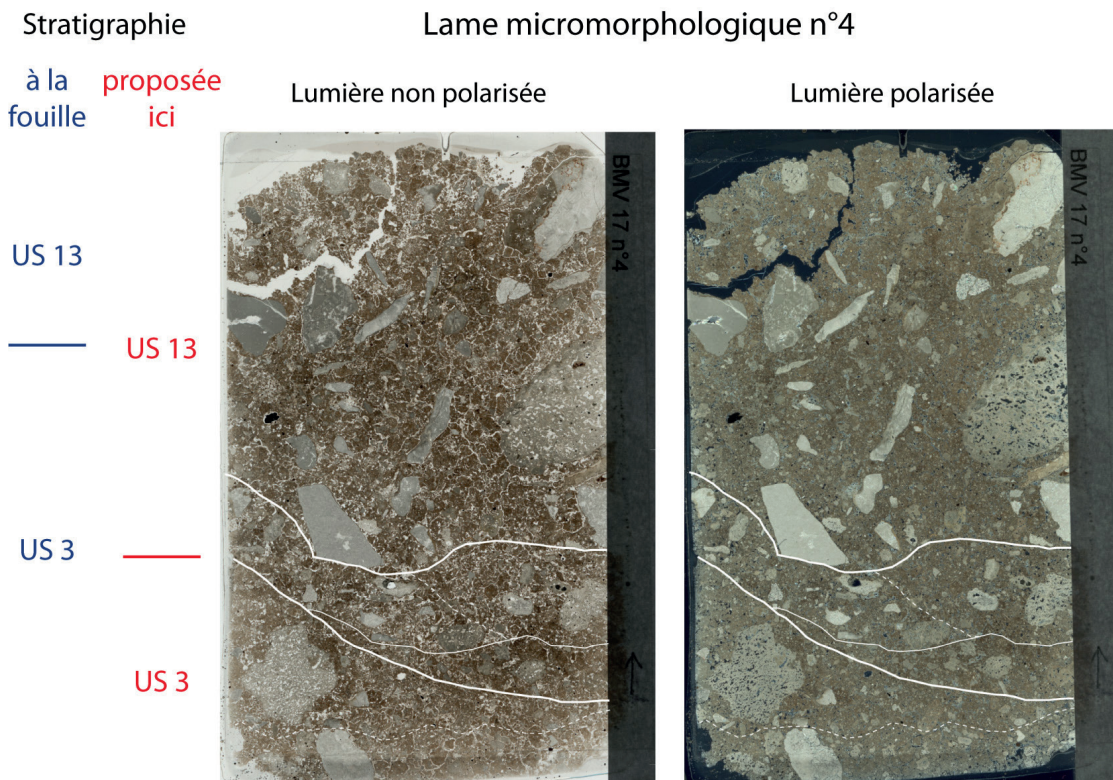 Stratigraphie
Lame micromorphologique n°4
à la
fouille
proposée
ici
Lumière non polarisée
Lumière polarisée
BMV 17 n°4
BMV 17 n°4
US 13
US 13
US 3
US 3